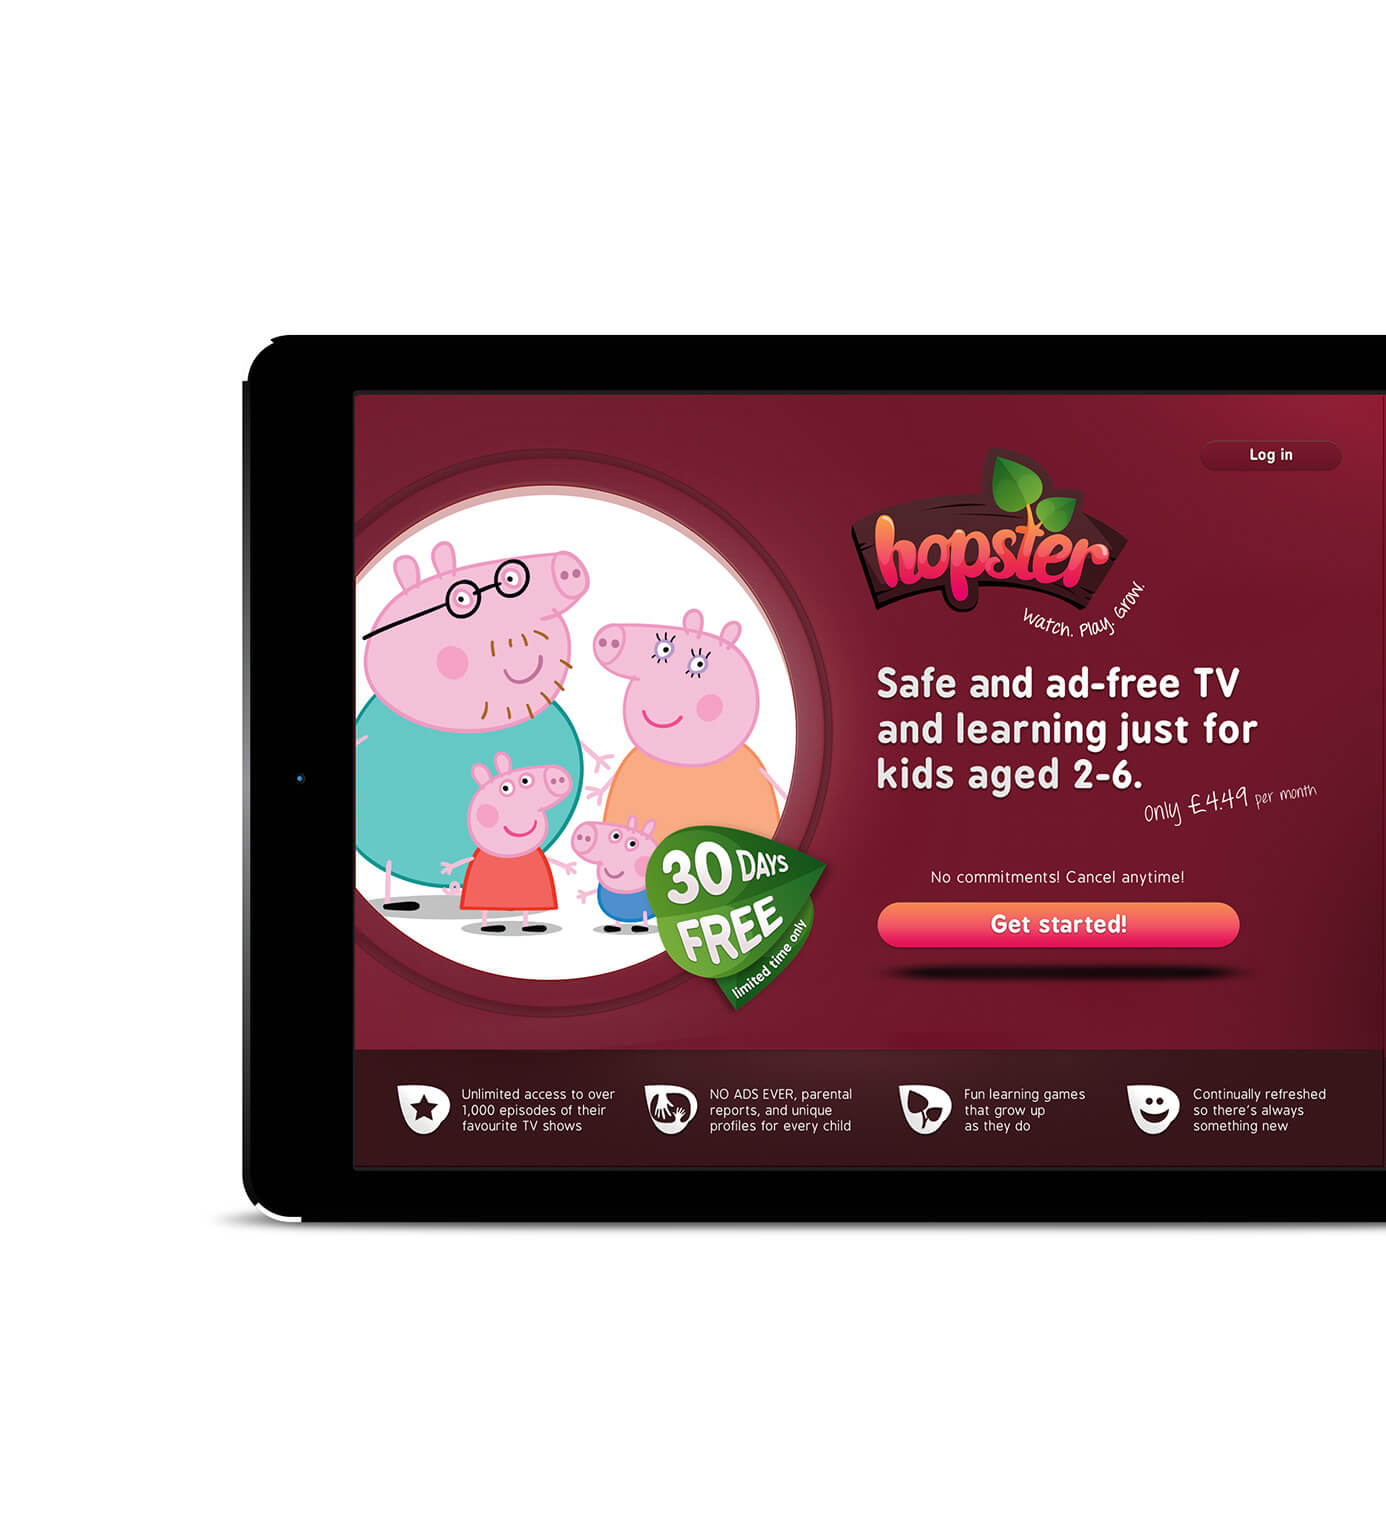 Log in
hopster
Watch. Play. Grow.
Safe and ad-free TV
and learning just for
kids aged 2-6.
only £4.49 per month
30 DAYS
FREE
limited time only
No commitments! Cancel anytime!
Get started!
Unlimited access to over
1,000 episodes of their
favourite TV shows
NO ADS EVER, parental
reports, and unique
profiles for every child
Fun learning games
that grow up
as they do
Continually refreshed
so there's always
something new